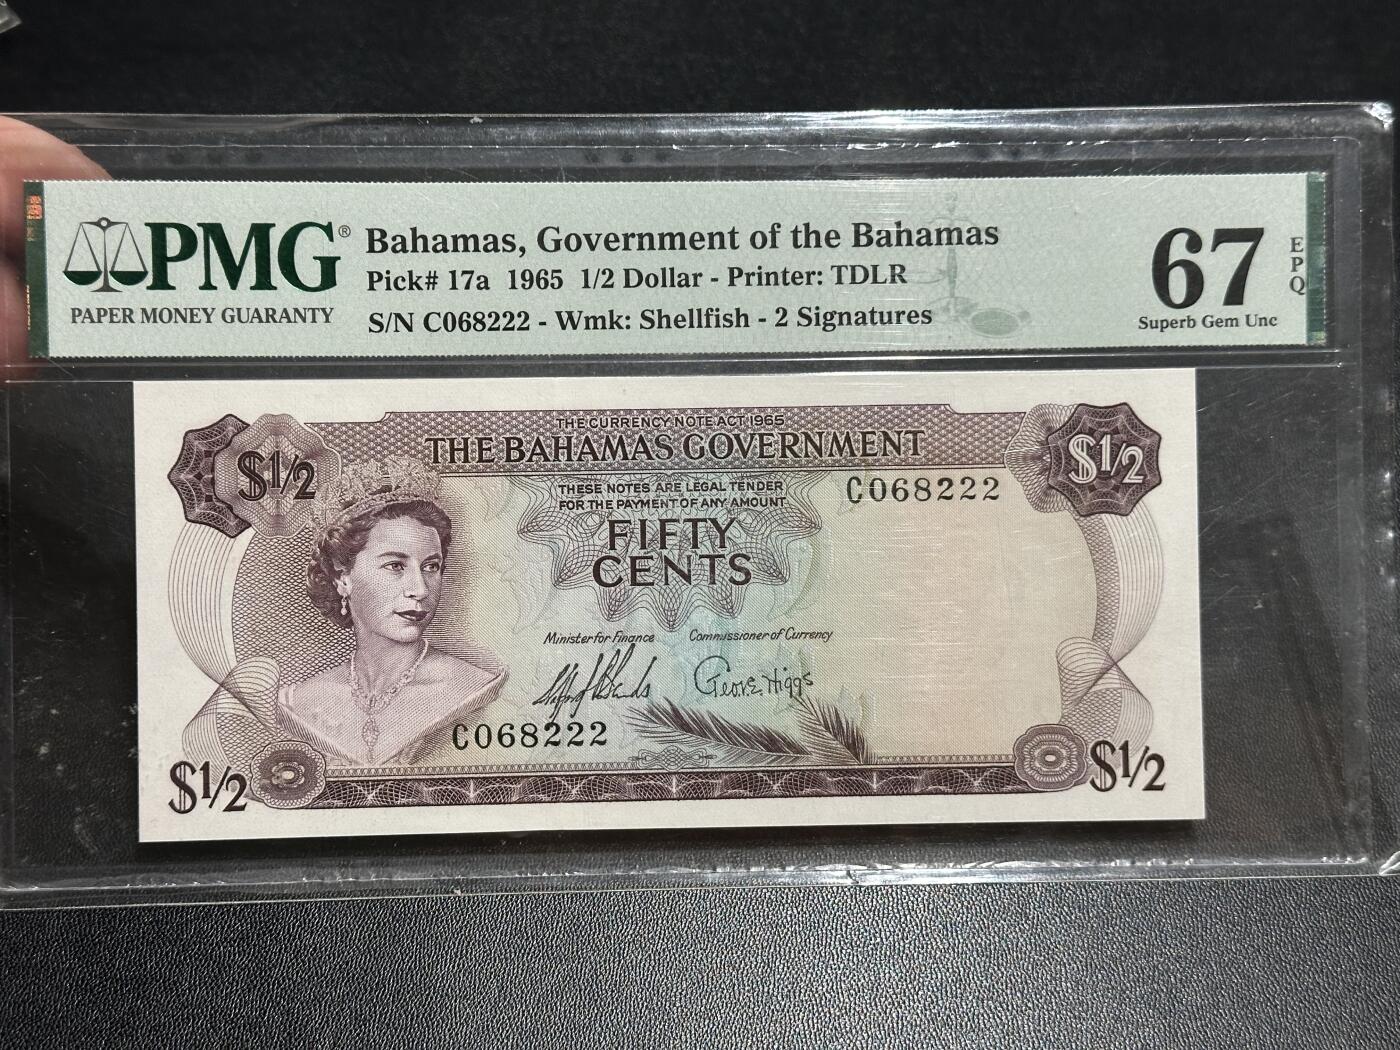 PMG®
PAPER MONEY GUARANTY
Bahamas, Government of the Bahamas
Pick# 17a 1965 1/2 Dollar - Printer: TDLR
S/N C068222 - Wmk: Shellfish - 2 Signatures
67
EPQ
Superb Gem Unc
THE CURRENCY NOTE ACT 1965
THE BAHAMAS GOVERNMENT
$1/2
$1/2
THESE NOTES ARE LEGAL TENDER
FOR THE PAYMENT OF ANY AMOUNT
C068222
FIFTY
CENTS
Minister for Finance
Commissioner of Currency
George Higgs
C068222
$1/2
$1/2